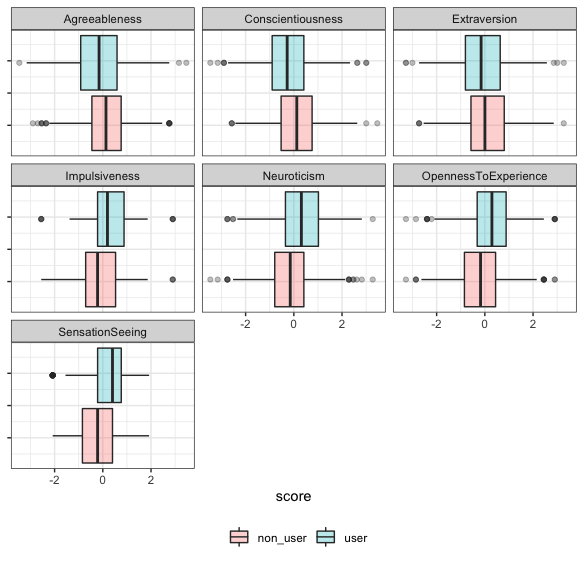 Agreeableness Conscientiousness Extraversion
Impulsiveness Neuroticism OpennessToExperience
-2 0 2 -2 0 2
SensationSeeing
-2 0 2
score
non_user user